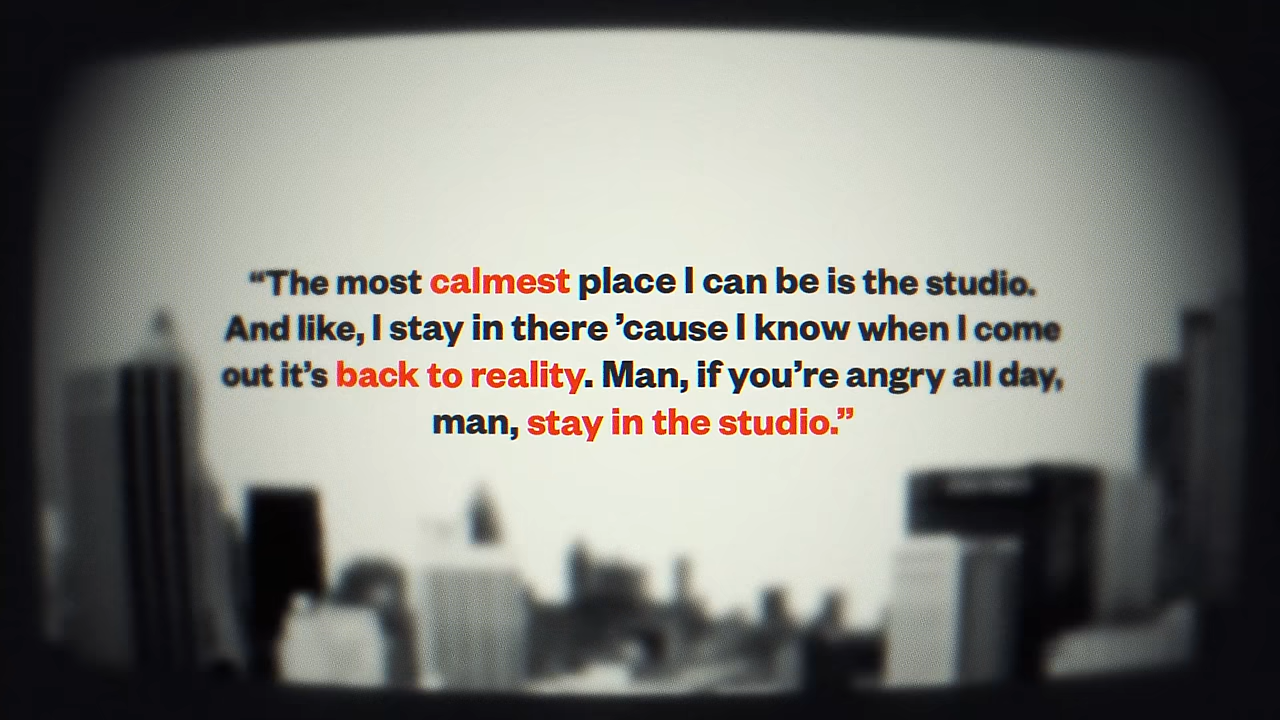 “The most calmest place I can be is the studio.
And like, I stay in there ’cause I know when I come
out it’s back to reality. Man, if you’re angry all day,
man, stay in the studio.”